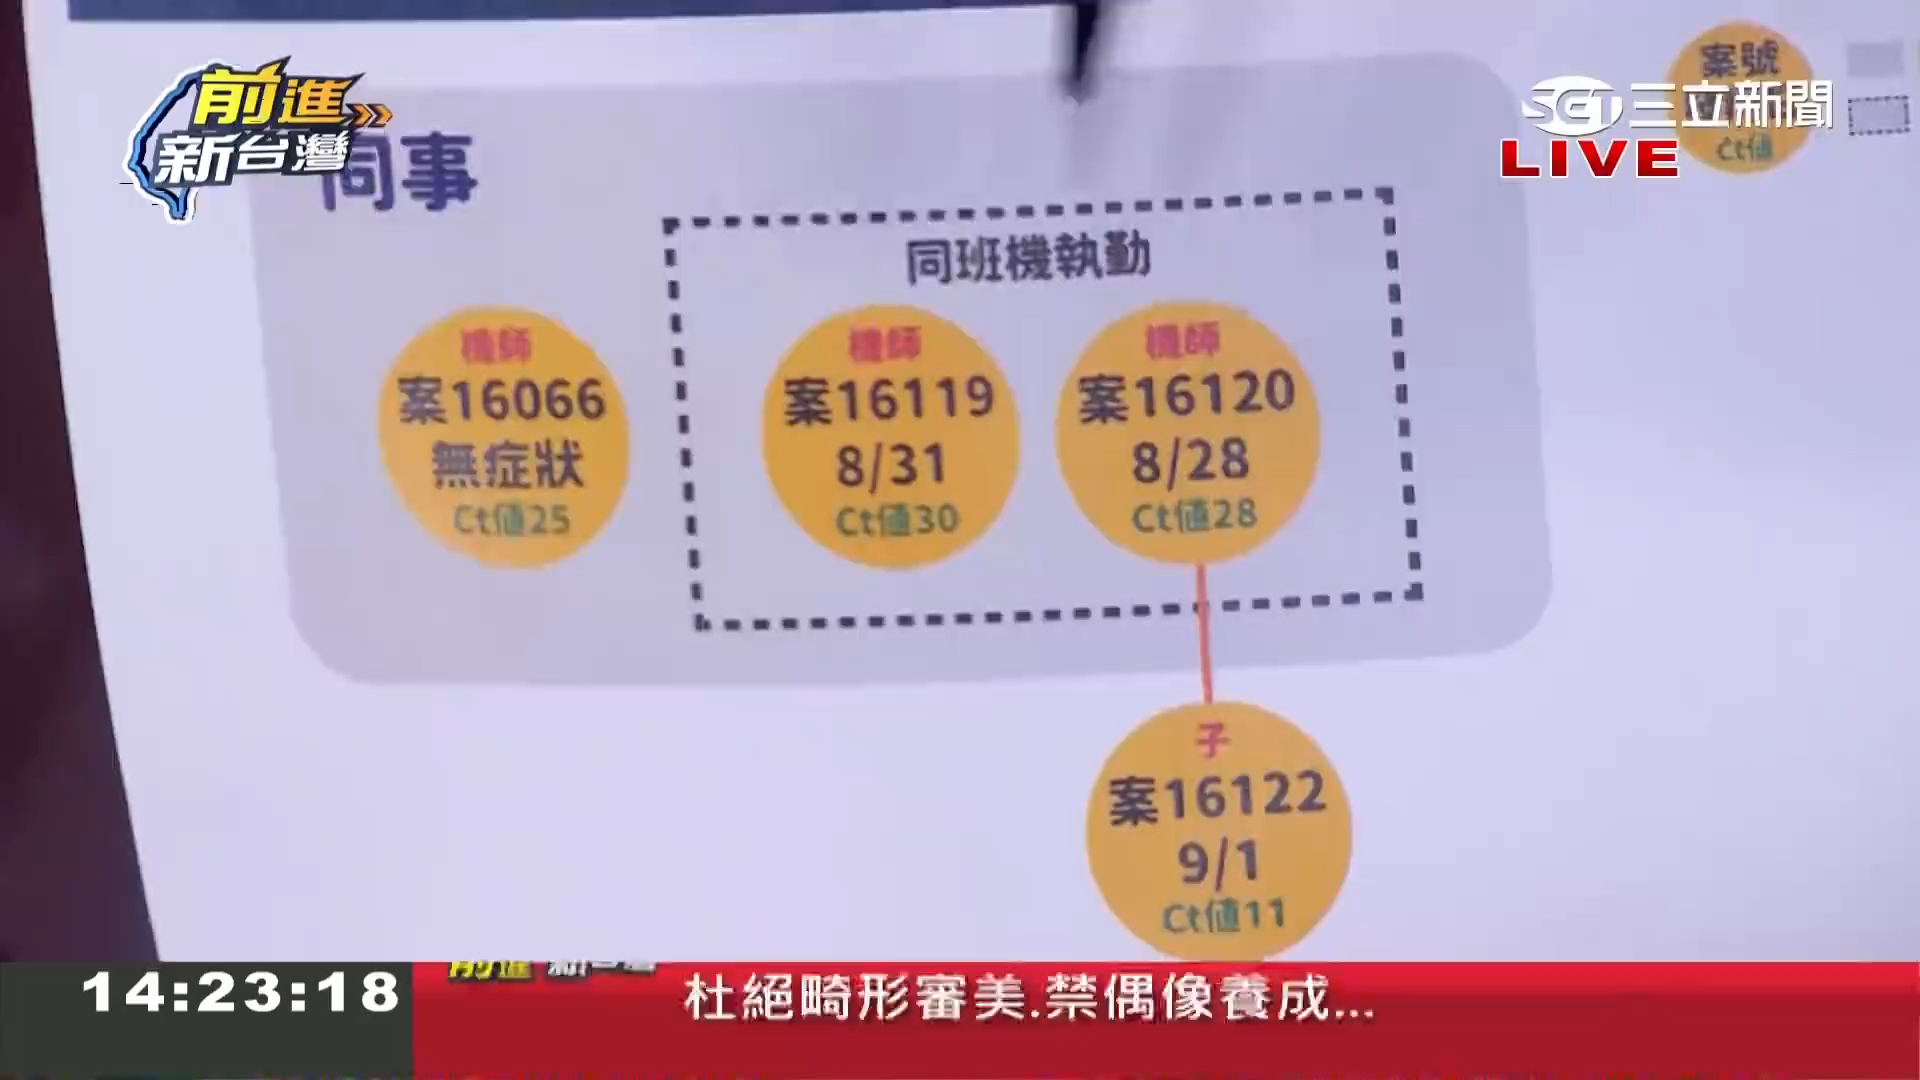 前進
新台灣
同事
案號
Ct值
SET三立新聞
LIVE
同班機執勤
機師
案16066
無症狀
Ct值25
機師
案16119
8/31
Ct值30
機師
案16120
8/28
Ct值28
子
案16122
9/1
Ct值11
14:23:18
杜絕畸形審美.禁偶像養成...